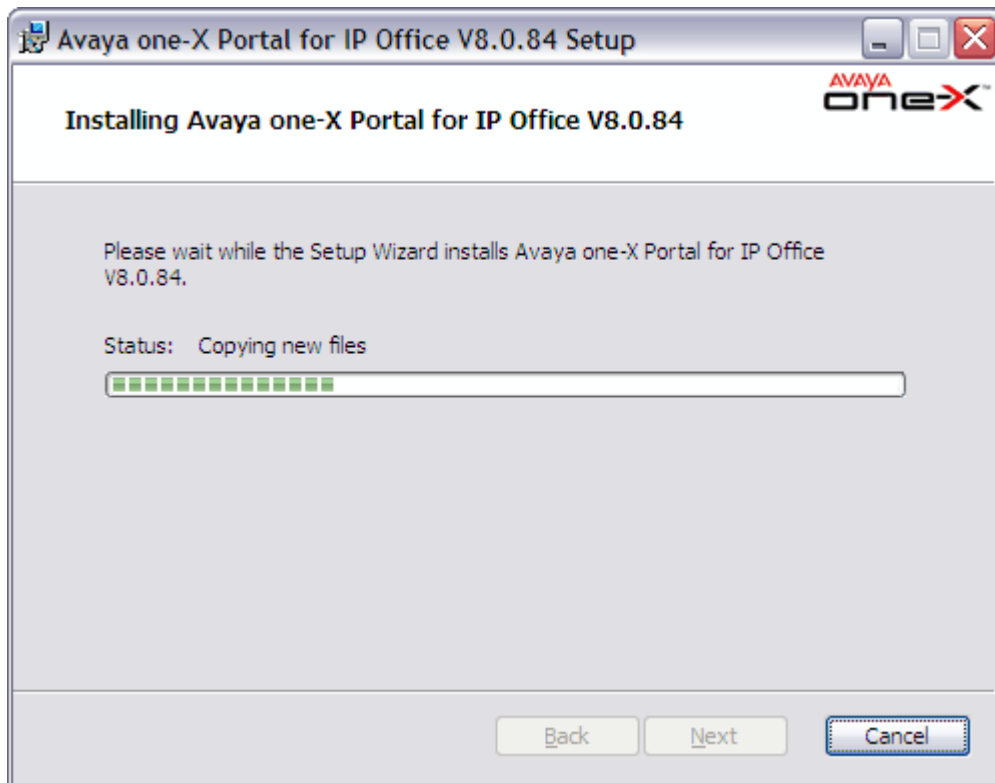 Avaya one-X Portal for IP Office V8.0.84 Setup
AVAYA
one-X™
Installing Avaya one-X Portal for IP Office V8.0.84
Please wait while the Setup Wizard installs Avaya one-X Portal for IP Office
V8.0.84.
Status: Copying new files
Back Next Cancel